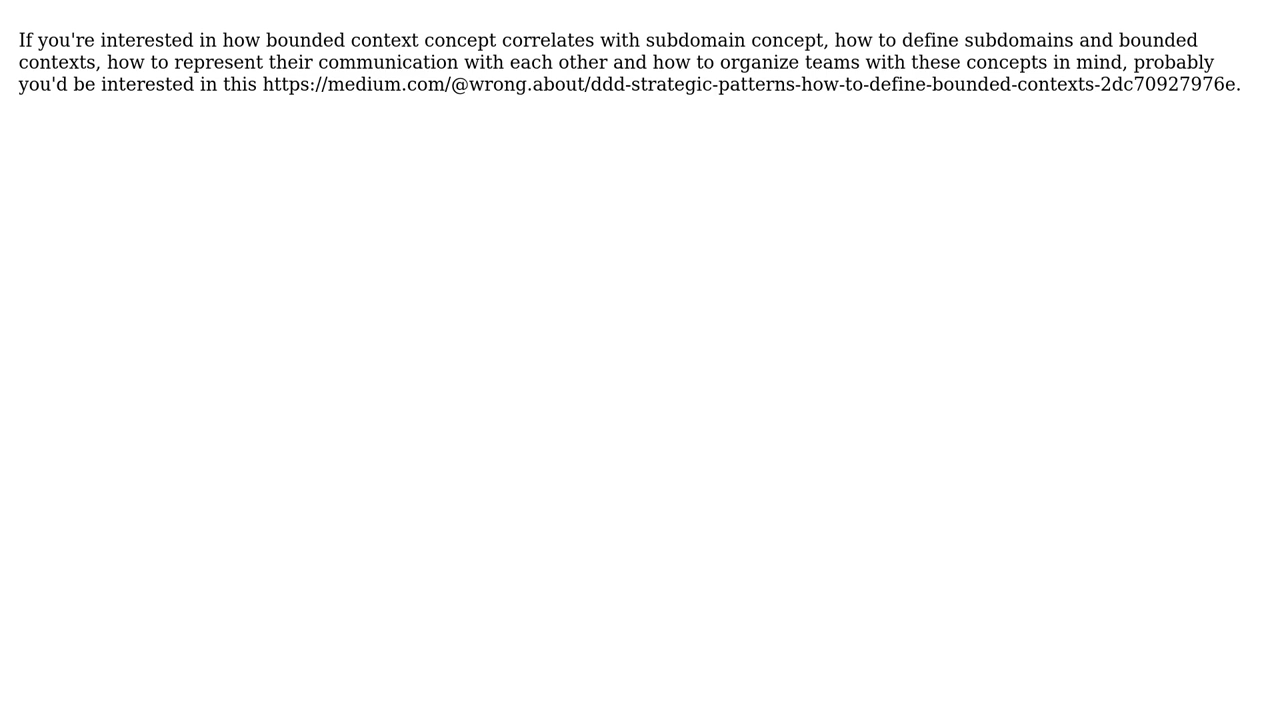 If you're interested in how bounded context concept correlates with subdomain concept, how to define subdomains and bounded
contexts, how to represent their communication with each other and how to organize teams with these concepts in mind, probably
you'd be interested in this https://medium.com/@wrong.about/ddd-strategic-patterns-how-to-define-bounded-contexts-2dc70927976e.